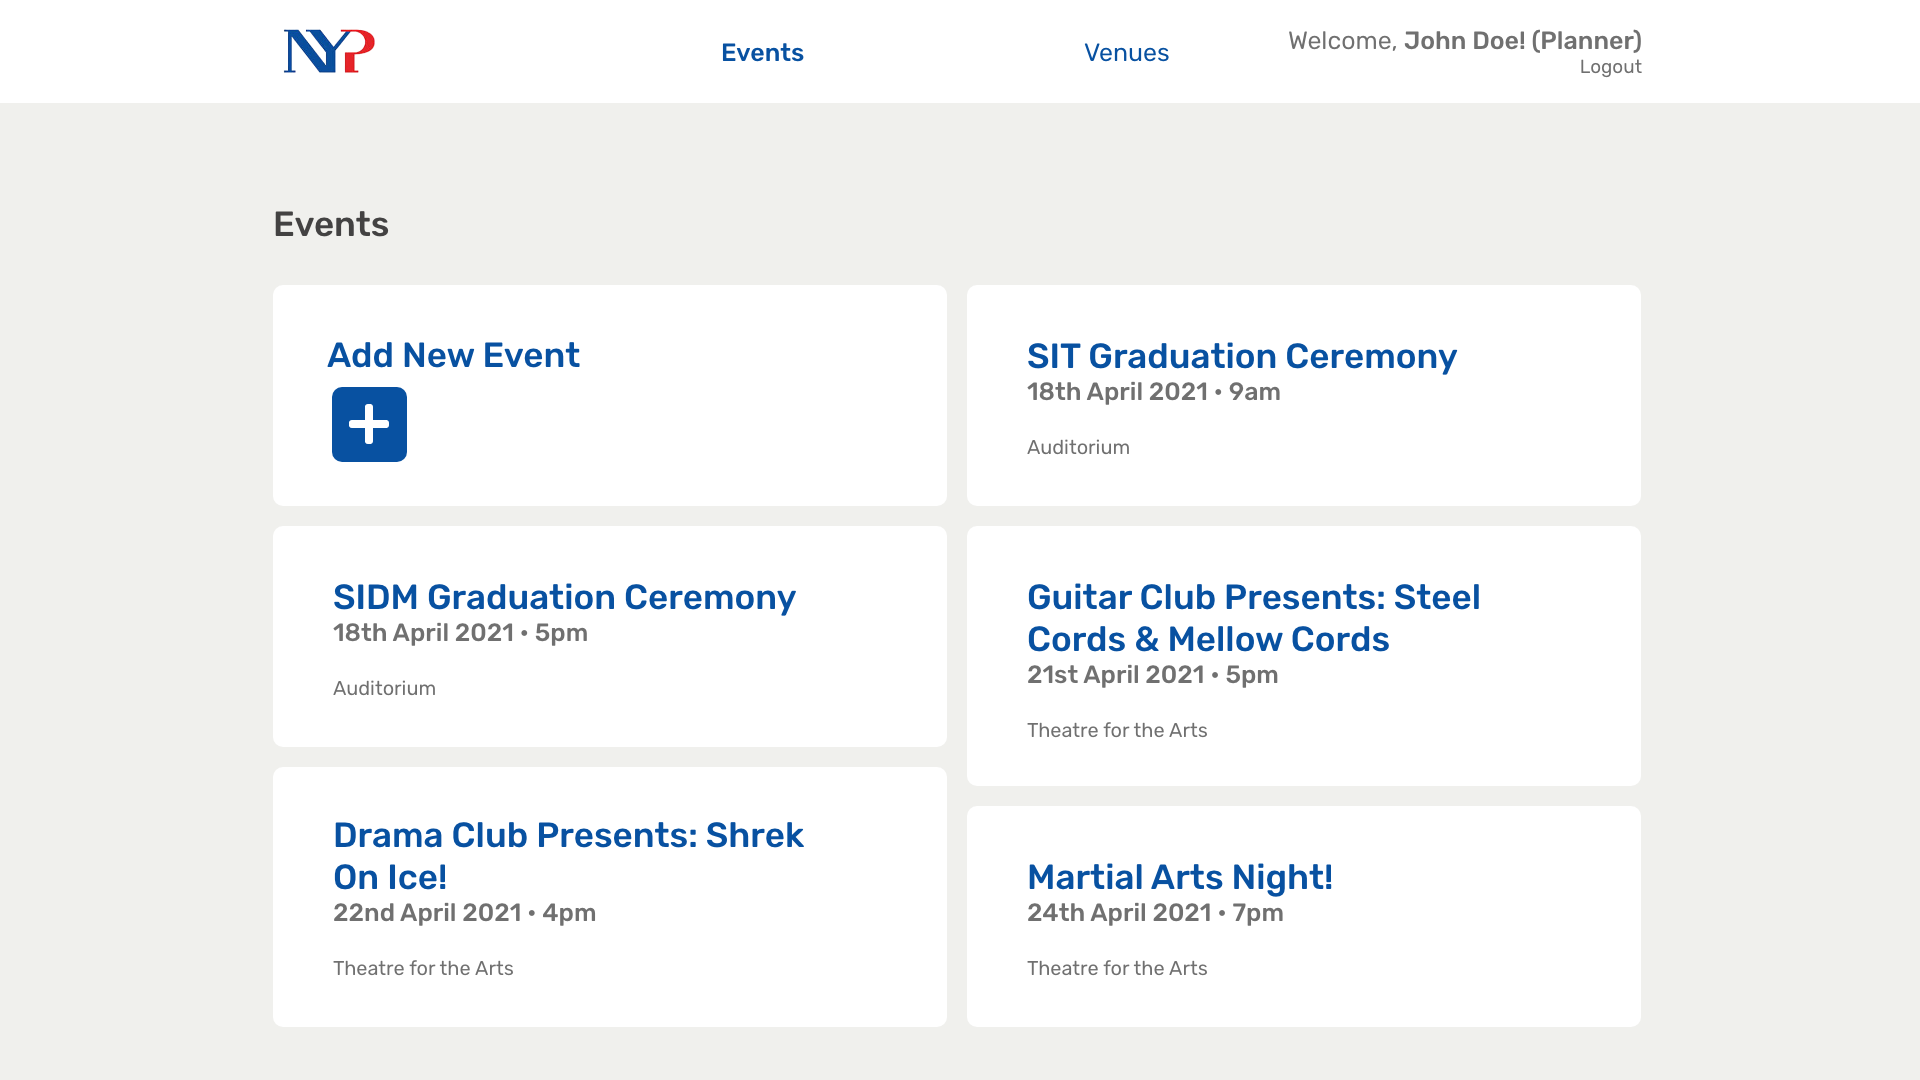 NYP
Events
Venues
Welcome, John Doe! (Planner)
Logout
Events
Add New Event
SIT Graduation Ceremony
18th April 2021 • 9am
Auditorium
SIDM Graduation Ceremony
18th April 2021 • 5pm
Auditorium
Guitar Club Presents: Steel
Cords & Mellow Cords
21st April 2021 • 5pm
Theatre for the Arts
Drama Club Presents: Shrek
On Ice!
22nd April 2021 • 4pm
Theatre for the Arts
Martial Arts Night!
24th April 2021 • 7pm
Theatre for the Arts